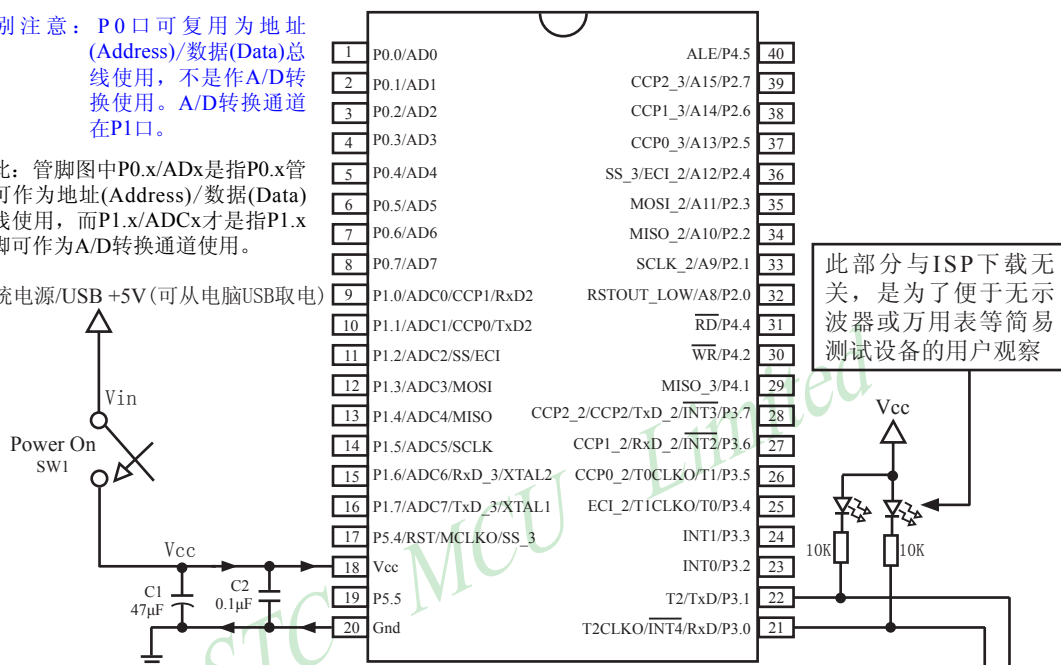 别注意：P0口可复用为地址
(Address)/数据(Data)总
线使用，不是作A/D转
换使用。A/D转换通道
在P1口。
比：管脚图中P0.x/ADx是指P0.x管
可作为地址(Address)/数据(Data)
线使用，而P1.x/ADCx才是指P1.x
脚可作为A/D转换通道使用。
统电源/USB +5V(可从电脑USB取电)
Vin
Power On
SW1
Vcc
C1
47μF
C2
0.1μF
1 P0.0/AD0
2 P0.1/AD1
3 P0.2/AD2
4 P0.3/AD3
5 P0.4/AD4
6 P0.5/AD5
7 P0.6/AD6
8 P0.7/AD7
9 P1.0/ADC0/CCP1/RxD2
10 P1.1/ADC1/CCP0/TxD2
11 P1.2/ADC2/SS/ECI
12 P1.3/ADC3/MOSI
13 P1.4/ADC4/MISO
14 P1.5/ADC5/SCLK
15 P1.6/ADC6/RxD_3/XTAL2
16 P1.7/ADC7/TxD_3/XTAL1
17 P5.4/RST/MCLKO/SS_3
18 Vcc
19 P5.5
20 Gnd
ALE/P4.5 40
CCP2_3/A15/P2.7 39
CCP1_3/A14/P2.6 38
CCP0_3/A13/P2.5 37
SS_3/ECI_2/A12/P2.4 36
MOSI_2/A11/P2.3 35
MISO_2/A10/P2.2 34
SCLK_2/A9/P2.1 33
RSTOUT_LOW/A8/P2.0 32
RD/P4.4 31
WR/P4.2 30
MISO_3/P4.1 29
CCP2_2/CCP2/TxD_2/INT3/P3.7 28
CCP1_2/RxD_2/INT2/P3.6 27
CCP0_2/T0CLKO/T1/P3.5 26
ECI_2/T1CLKO/T0/P3.4 25
INT1/P3.3 24
INT0/P3.2 23
T2/TxD/P3.1 22
T2CLKO/INT4/RxD/P3.0 21
此部分与ISP下载无
关，是为了便于无示
波器或万用表等简易
测试设备的用户观察
Vcc
10K
10K
STC MCU Limited